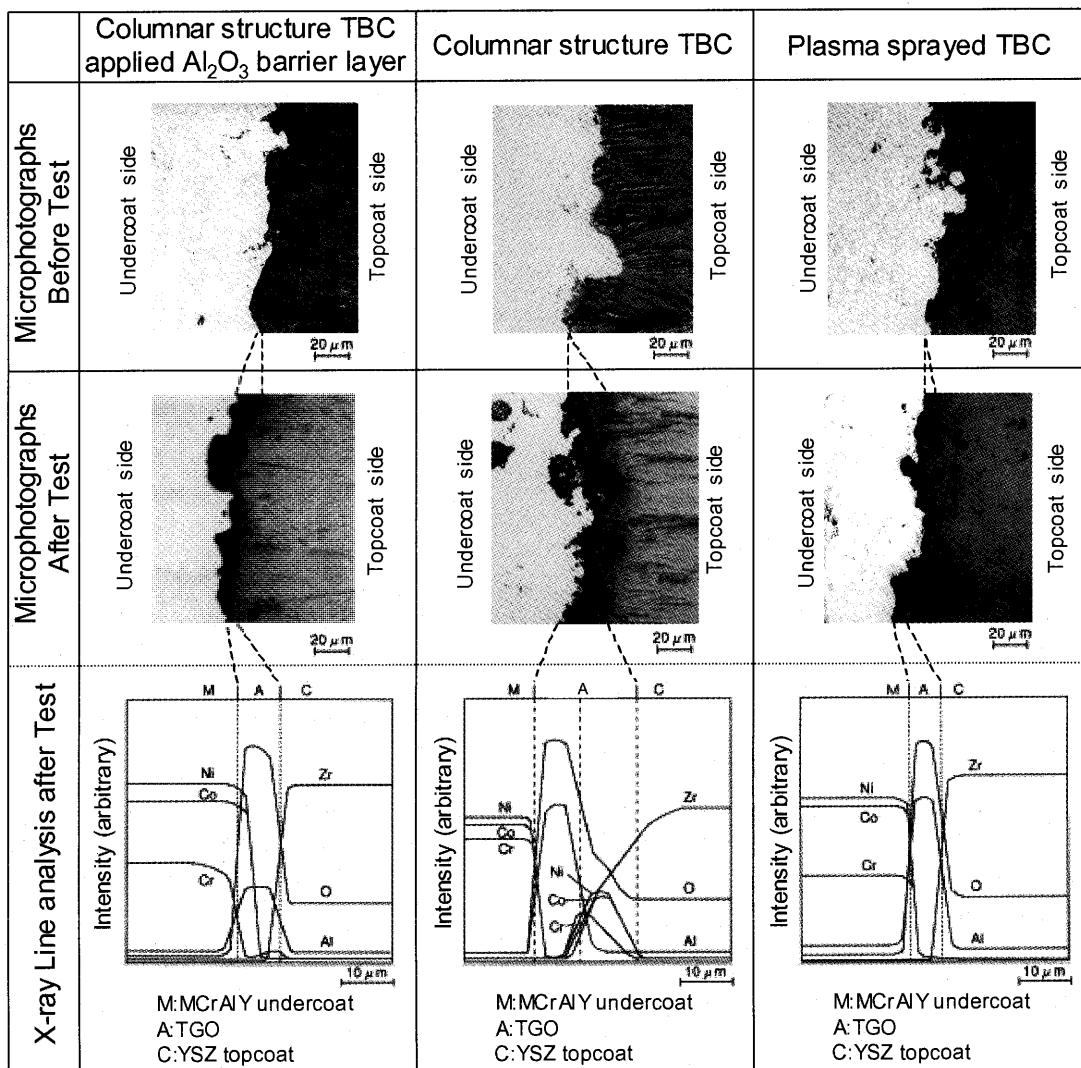 Columnar structure TBC
applied Al₂O₃ barrier layer
Columnar structure TBC
Plasma sprayed TBC
Microphotographs
Before Test
Undercoat side
Topcoat side
20 μm
Undercoat side
Topcoat side
20 μm
Undercoat side
Topcoat side
20 μm
Microphotographs
After Test
Undercoat side
Topcoat side
20 μm
Undercoat side
Topcoat side
20 μm
Undercoat side
Topcoat side
20 μm
X-ray Line analysis after Test
Intensity (arbitrary)
M A C
Ni
Co
Cr
Zr
O
Al
10 μm
M:MCrAlY undercoat
A:TGO
C:YSZ topcoat
Intensity (arbitrary)
M A C
Ni
Co
Cr
Ni
Co
Cr
Zr
O
Al
10 μm
M:MCrAlY undercoat
A:TGO
C:YSZ topcoat
Intensity (arbitrary)
M A C
Ni
Co
Cr
Zr
O
Al
10 μm
M:MCrAlY undercoat
A:TGO
C:YSZ topcoat